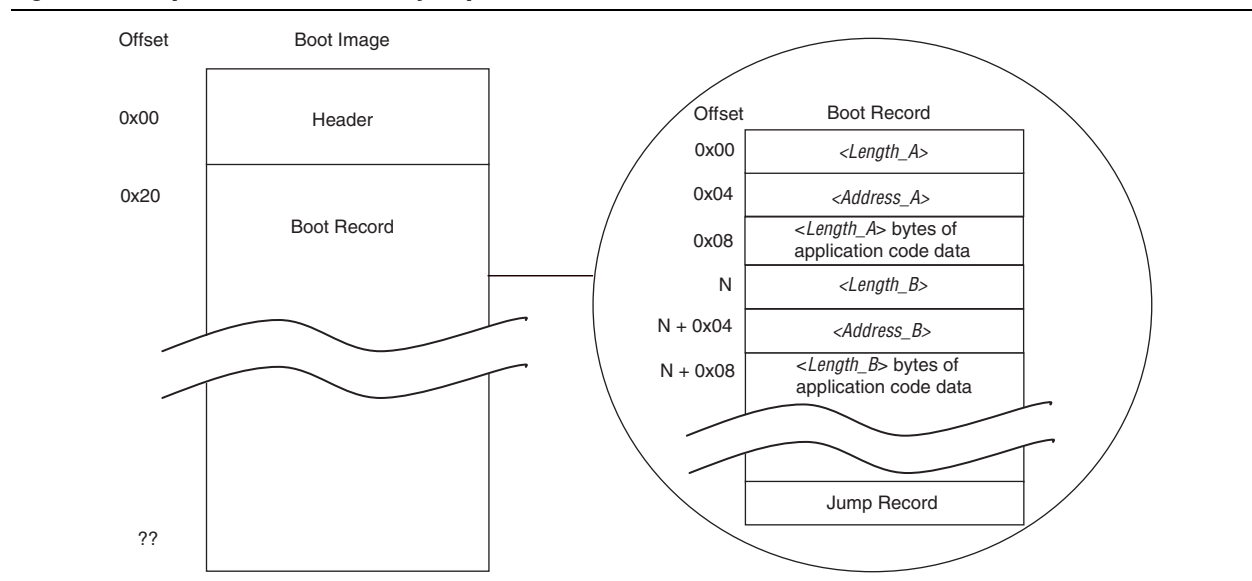 Offset
Boot Image
0x00
Header
0x20
Boot Record
??
Offset
Boot Record
0x00
<Length_A>
0x04
<Address_A>
0x08
<Length_A> bytes of
application code data
N
<Length_B>
N + 0x04
<Address_B>
N + 0x08
<Length_B> bytes of
application code data
Jump Record